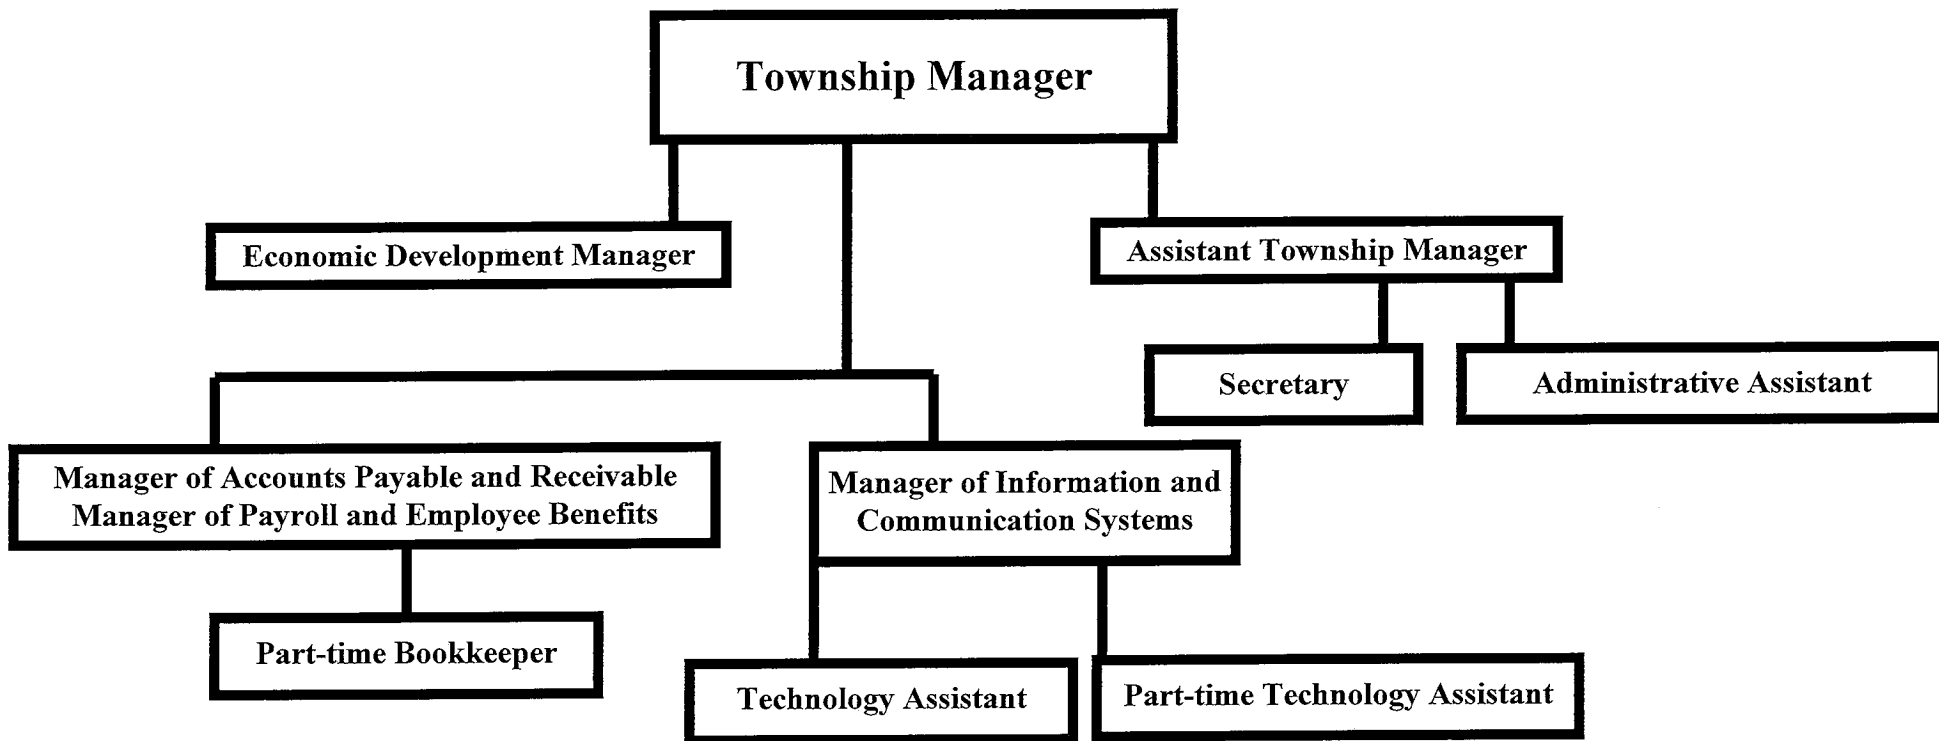 Township Manager
Economic Development Manager
Assistant Township Manager
Secretary
Administrative Assistant
Manager of Accounts Payable and Receivable
Manager of Payroll and Employee Benefits
Manager of Information and
Communication Systems
Part-time Bookkeeper
Technology Assistant
Part-time Technology Assistant